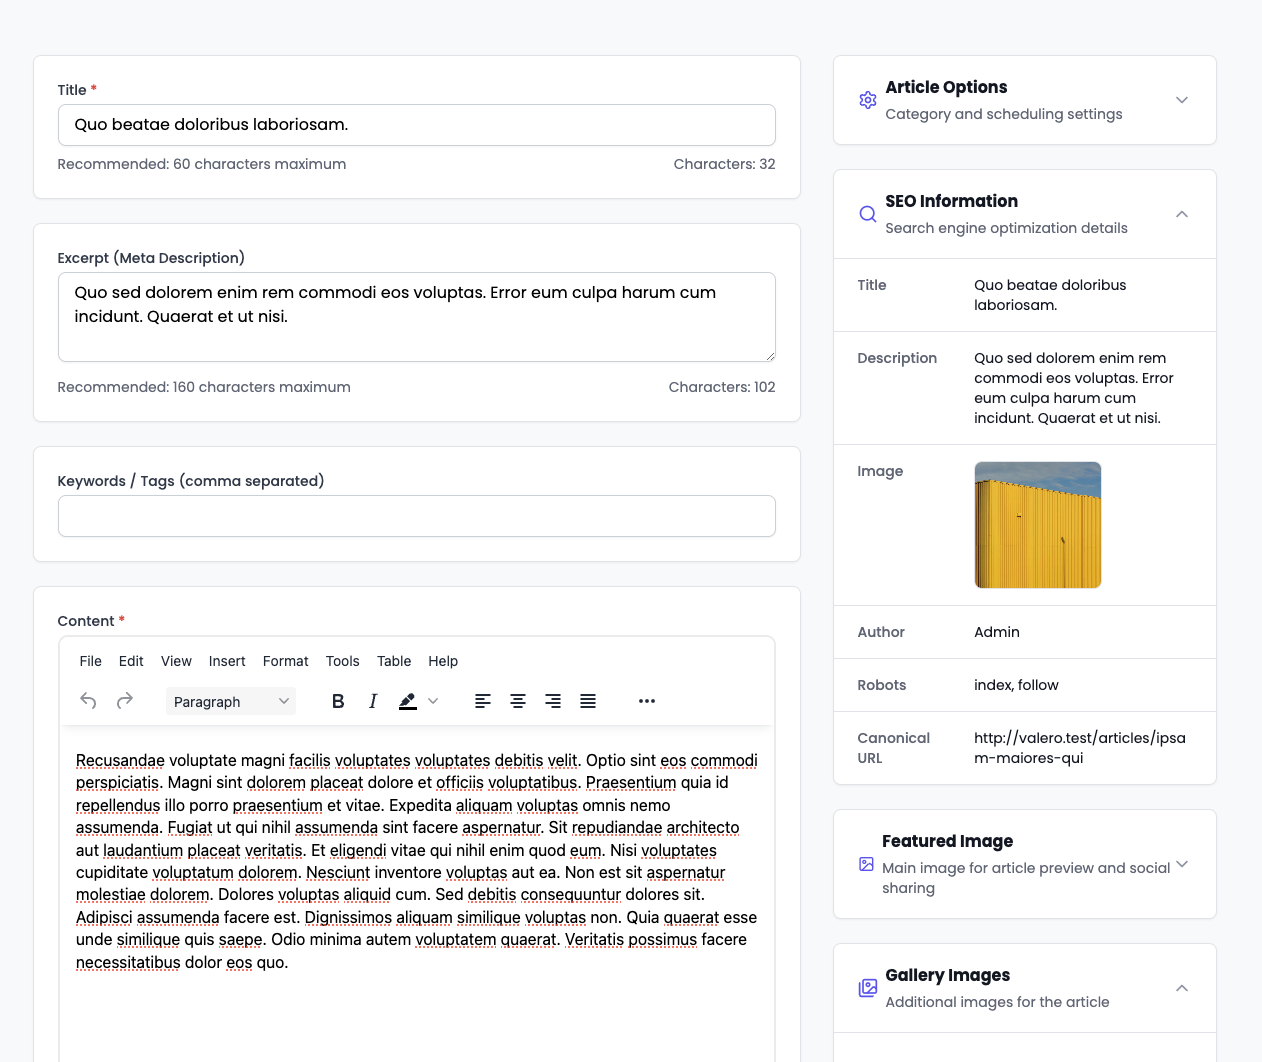 Title *
Quo beatae doloribus laboriosam.
Recommended: 60 characters maximum
Characters: 32
Excerpt (Meta Description)
Quo sed dolorem enim rem commodi eos voluptas. Error eum culpa harum cum
incidunt. Quaerat et ut nisi.
Recommended: 160 characters maximum
Characters: 102
Keywords / Tags (comma separated)
Content *
File Edit View Insert Format Tools Table Help
Paragraph B I
Recusandae voluptate magni facilis voluptates voluptates debitis velit. Optio sint eos commodi
perspiciatis. Magni sint dolorem placeat dolore et officiis voluptatibus. Praesentium quia id
repellendus illo porro praesentium et vitae. Expedita aliquam voluptas omnis nemo
assumenda. Fugiat ut qui nihil assumenda sint facere aspernatur. Sit repudiandae architecto
aut laudantium placeat veritatis. Et eligendi vitae qui nihil enim quod eum. Nisi voluptates
cupiditate voluptatum dolorem. Nesciunt inventore voluptas aut ea. Non est sit aspernatur
molestiae dolorem. Dolores voluptas aliquid cum. Sed debitis consequuntur dolores sit.
Adipisci assumenda facere est. Dignissimos aliquam similique voluptas non. Quia quaerat esse
unde similique quis saepe. Odio minima autem voluptatem quaerat. Veritatis possimus facere
necessitatibus dolor eos quo.
Article Options
Category and scheduling settings
SEO Information
Search engine optimization details
Title
Quo beatae doloribus
laboriosam.
Description
Quo sed dolorem enim rem
commodi eos voluptas. Error
eum culpa harum cum
incidunt. Quaerat et ut nisi.
Image
Author
Admin
Robots
index, follow
Canonical
URL
http://valero.test/articles/ipsa
m-maiores-qui
Featured Image
Main image for article preview and social
sharing
Gallery Images
Additional images for the article